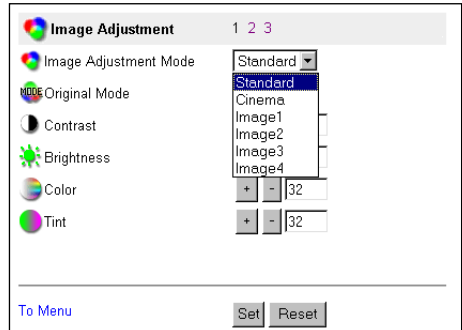 Image Adjustment 1 2 3
Image Adjustment Mode Standard
Standard
Cinema
MODE Original Mode
Image1
Contrast
Image2
Brightness
Image3
Image4
Color + - 32
Tint + - 32
To Menu Set Reset